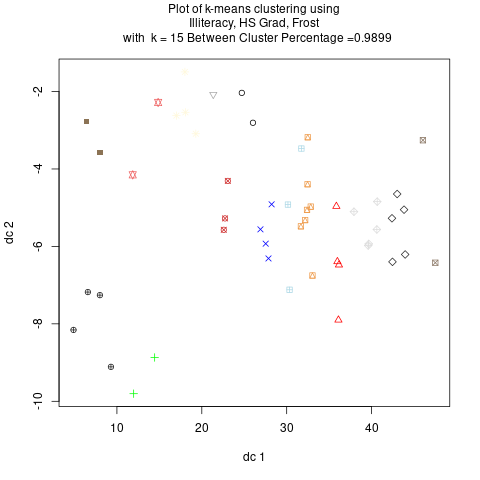 Plot of k-means clustering using
Illiteracy, HS Grad, Frost
with  k = 15 Between Cluster Percentage =0.9899
-2
-4
-6
-8
-10
dc 2
10
20
30
40
dc 1